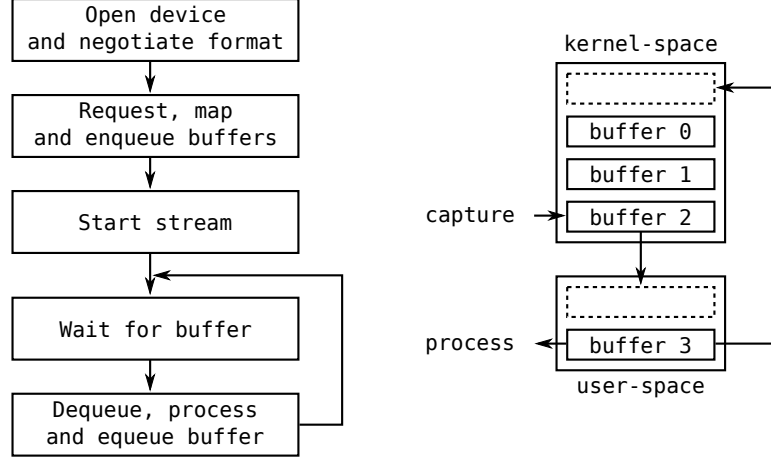 Open device
and negotiate format
Request, map
and enqueue buffers
Start stream
Wait for buffer
Dequeue, process
and equeue buffer
kernel-space
buffer 0
buffer 1
capture
buffer 2
process
buffer 3
user-space